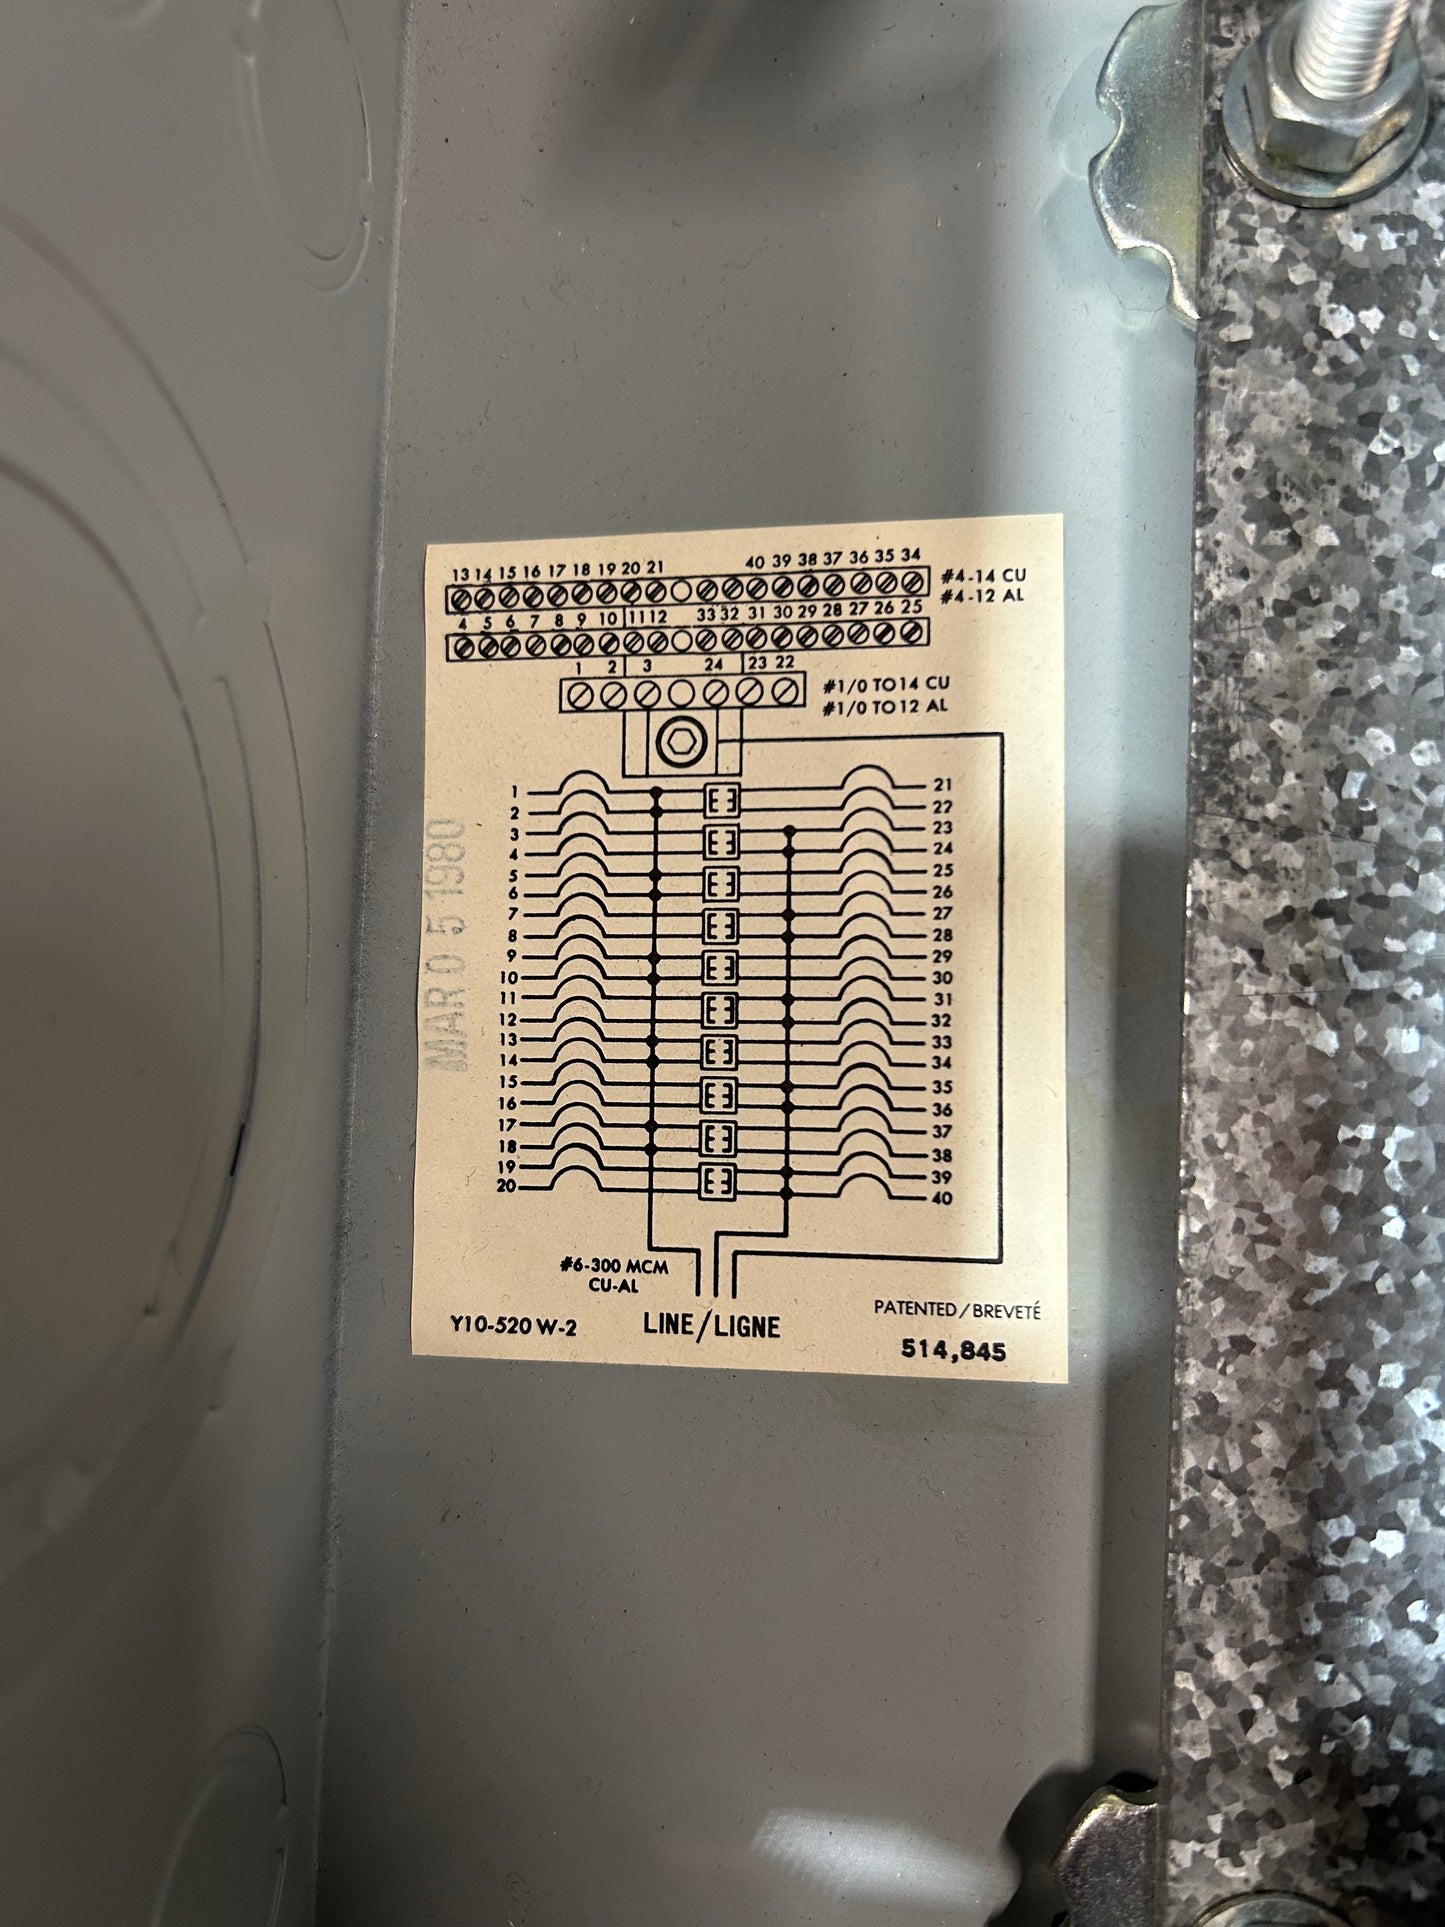 13 14 15 16 17 18 19 20 21 40 39 38 37 36 35 34
#4-14 CU
#4-12 AL
4 5 6 7 8 9 10 11 12 33 32 31 30 29 28 27 26 25
1 2 3 24 23 22
#1/0 TO 14 CU
#1/0 TO 12 AL
1 21
2 22
3 23
4 24
5 25
6 26
7 27
8 28
9 29
10 30
11 31
12 32
13 33
14 34
15 35
16 36
17 37
18 38
19 39
20 40
MAR 05 1980
#6-300 MCM
CU-AL
LINE/LIGNE
Y10-520 W-2
PATENTED/BREVETÉ
514,845